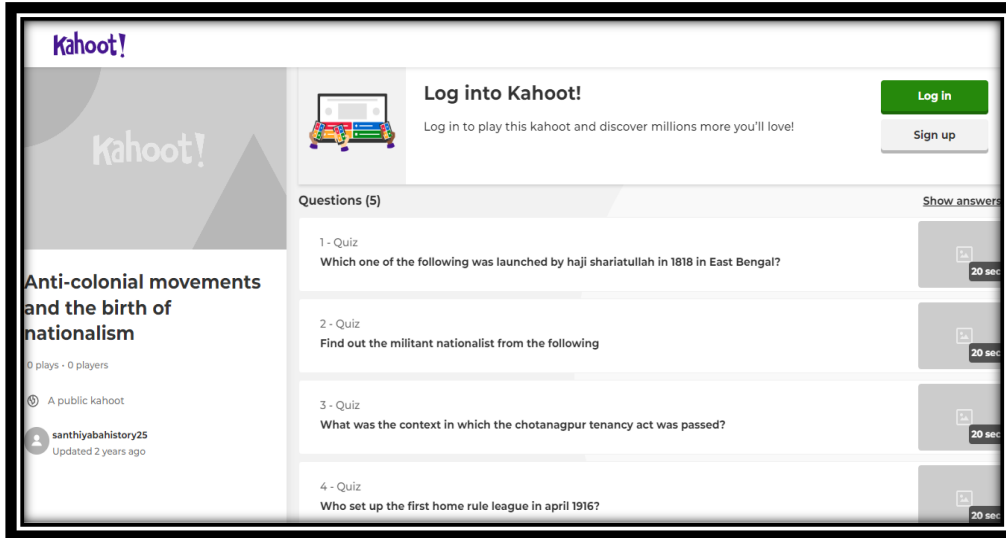 Kahoot!
Kahoot!
Log into Kahoot!
Log in to play this kahoot and discover millions more you'll love!
Log in
Sign up
Anti-colonial movements
and the birth of
nationalism
0 plays · 0 players
A public kahoot
santhiyabahistory25
Updated 2 years ago
Questions (5)
Show answers
1 - Quiz
Which one of the following was launched by haji shariatullah in 1818 in East Bengal?
20 sec
2 - Quiz
Find out the militant nationalist from the following
20 sec
3 - Quiz
What was the context in which the chotanagpur tenancy act was passed?
20 sec
4 - Quiz
Who set up the first home rule league in april 1916?
20 sec